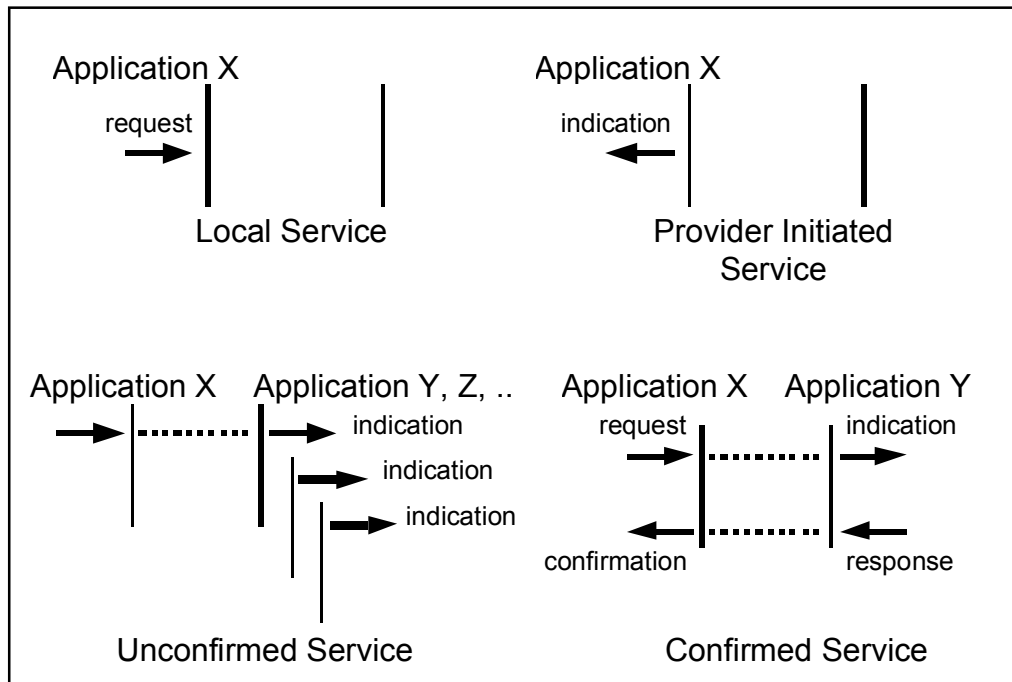 Application X
request
Local Service
Application X
indication
Provider Initiated
Service
Application X
Application Y, Z, ..
indication
indication
indication
Unconfirmed Service
Application X
Application Y
request
indication
confirmation
response
Confirmed Service